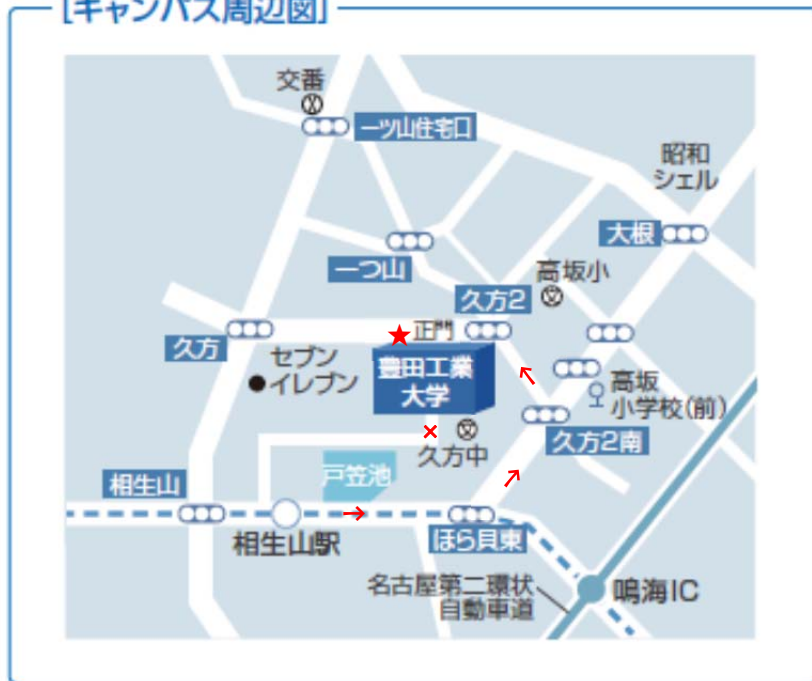 [キャンパス周辺図]
交番
一ツ山住宅口
昭和
シェル
大根
一つ山
高坂小
久方2
正門
久方
セブン
イレブン
豊田工業
大学
高坂
小学校(前)
久方2南
久方中
戸笠池
相生山
相生山駅
ほら貝東
名古屋第二環状
自動車道
鳴海IC